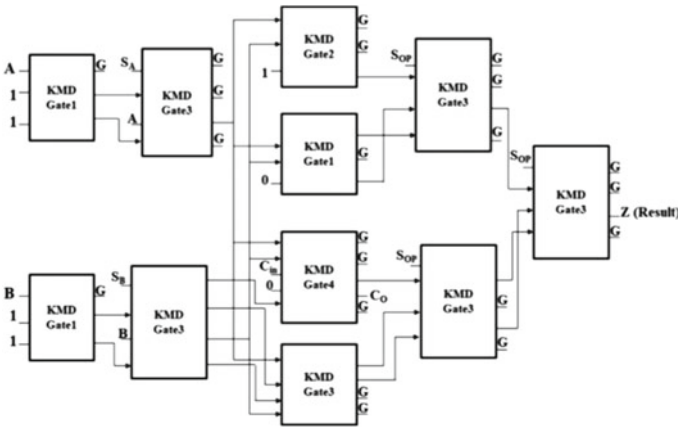 A
1
1
KMD
Gate1
G
S_A
A
KMD
Gate3
G
G
G
1
KMD
Gate2
G
G
0
KMD
Gate1
G
S_OP
KMD
Gate3
G
G
G
S_OP
KMD
Gate3
G
G
Z (Result)
G
B
1
1
KMD
Gate1
G
S_B
B
KMD
Gate3
C_in
0
KMD
Gate4
G
G
C_O
G
S_OP
KMD
Gate3
G
G
KMD
Gate3
G
G